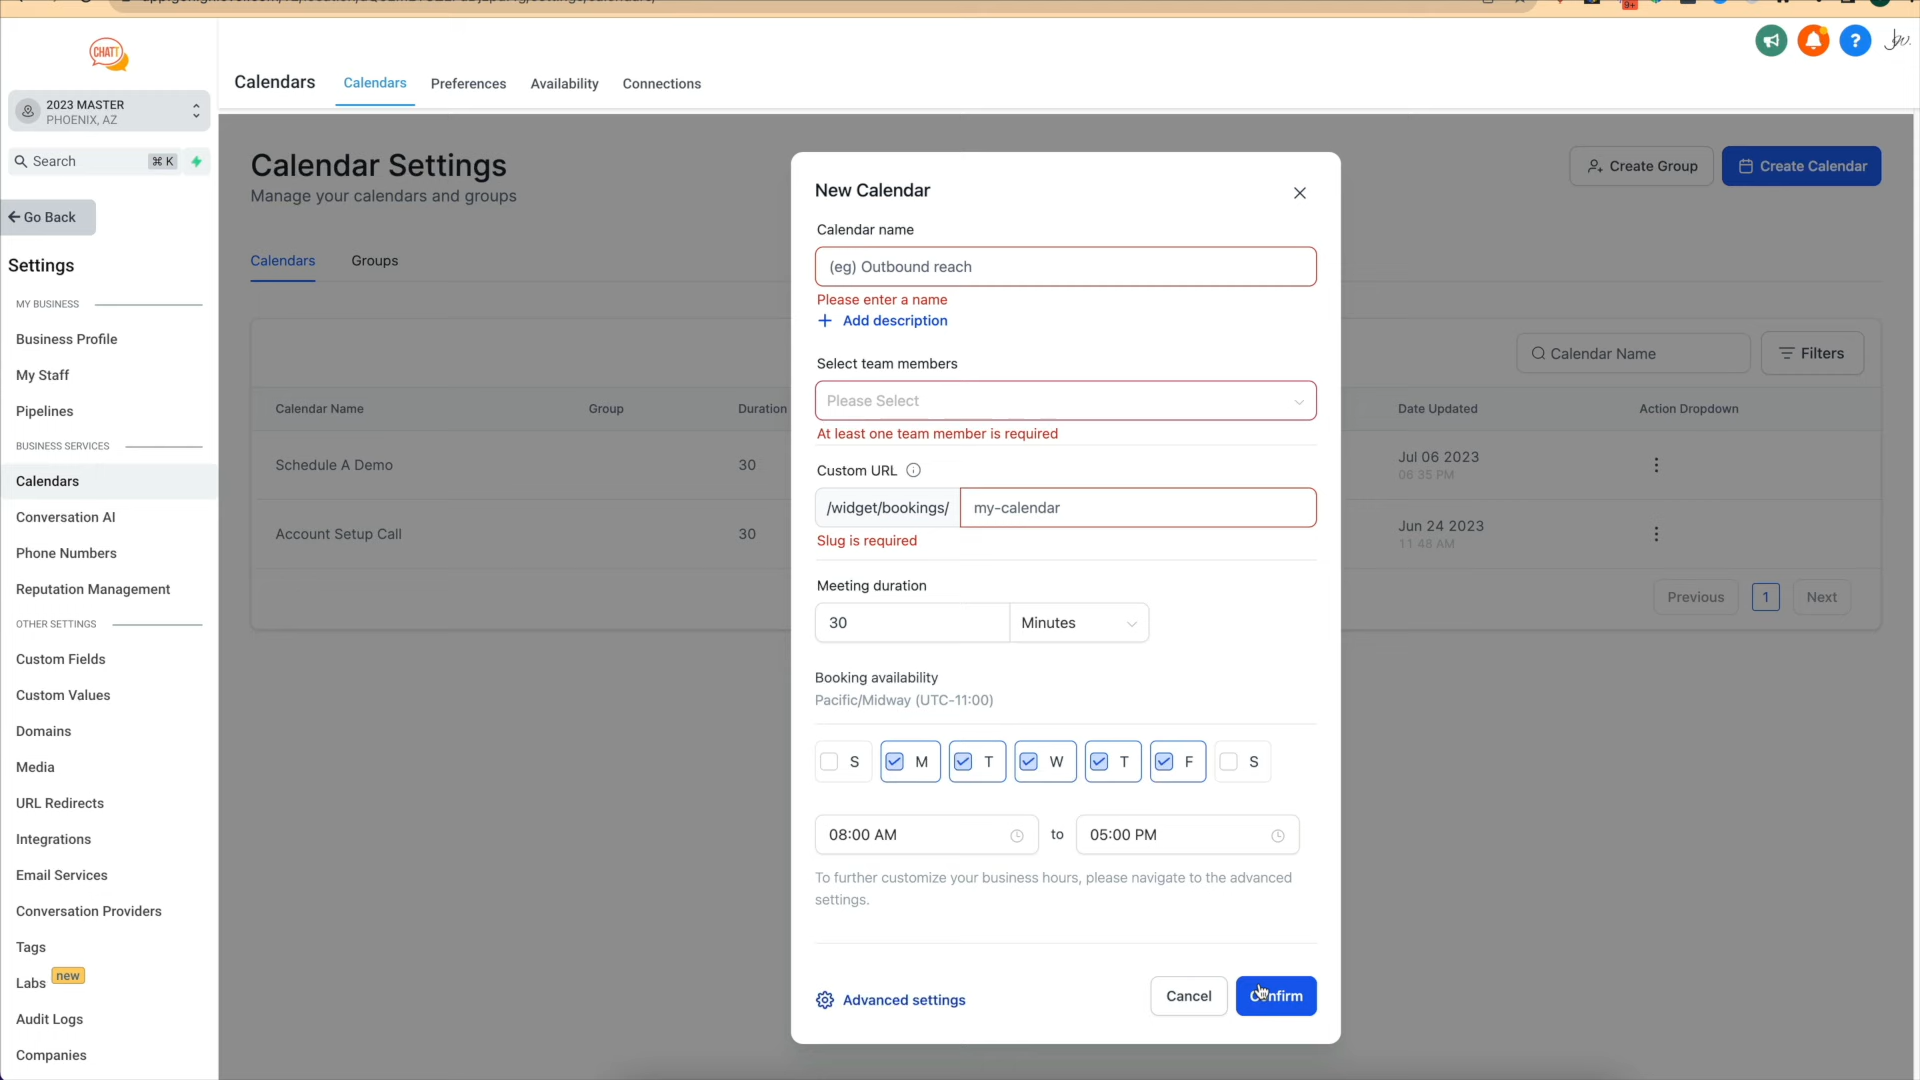 CHATT
Calendars
Calendars
Preferences
Availability
Connections
2023 MASTER
PHOENIX, AZ
Search
⌘ K
Go Back
Settings
MY BUSINESS
Business Profile
My Staff
Pipelines
BUSINESS SERVICES
Calendars
Conversation AI
Phone Numbers
Reputation Management
OTHER SETTINGS
Custom Fields
Custom Values
Domains
Media
URL Redirects
Integrations
Email Services
Conversation Providers
Tags
Labs new
Audit Logs
Companies
9+
?
Calendar Settings
Manage your calendars and groups
Create Group
Create Calendar
Calendars
Groups
Calendar Name
Filters
Calendar Name Group Duration Date Updated Action Dropdown
Schedule A Demo 30 Jul 06 2023
06 35 PM
Account Setup Call 30 Jun 24 2023
11 48 AM
Previous 1 Next
New Calendar
Calendar name
(eg) Outbound reach
Please enter a name
+ Add description
Select team members
Please Select
At least one team member is required
Custom URL
/widget/bookings/ my-calendar
Slug is required
Meeting duration
30 Minutes
Booking availability
Pacific/Midway (UTC-11:00)
S M T W T F S
08:00 AM to 05:00 PM
To further customize your business hours, please navigate to the advanced
settings.
Advanced settings
Cancel
Confirm